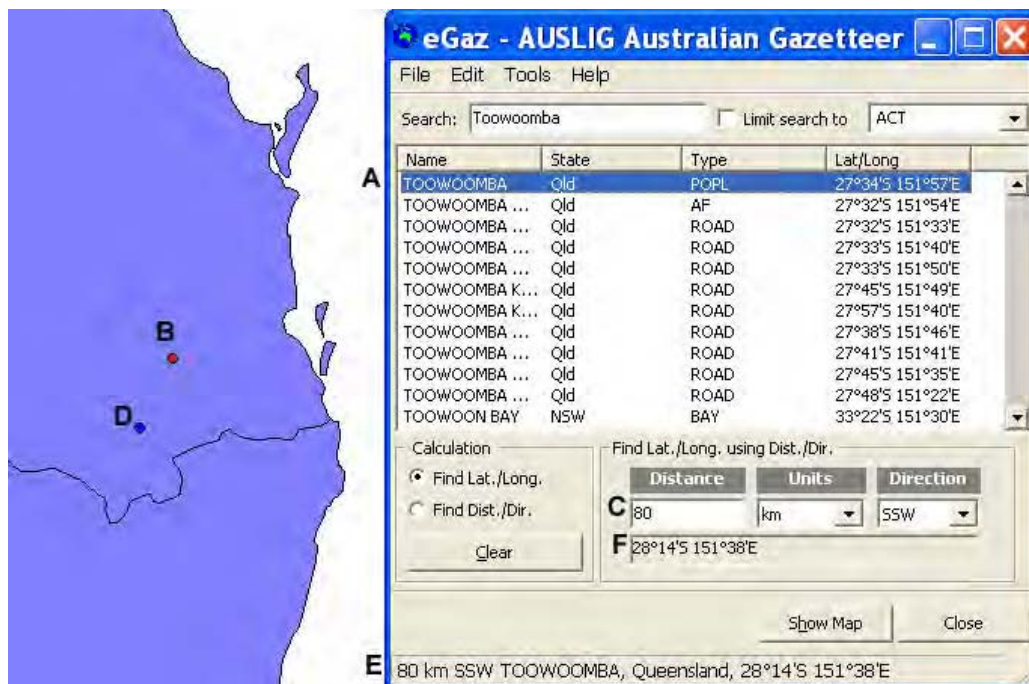 eGaz - AUSLIG Australian Gazetteer
File Edit Tools Help
Search: Toowoomba Limit search to ACT
Name State Type Lat/Long
A TOOWOOMBA Qld POPL 27°34'S 151°57'E
TOOWOOMBA ... Qld AF 27°32'S 151°54'E
TOOWOOMBA ... Qld ROAD 27°32'S 151°33'E
TOOWOOMBA ... Qld ROAD 27°33'S 151°40'E
TOOWOOMBA ... Qld ROAD 27°33'S 151°50'E
TOOWOOMBA K... Qld ROAD 27°45'S 151°49'E
TOOWOOMBA K... Qld ROAD 27°57'S 151°40'E
B TOOWOOMBA ... Qld ROAD 27°38'S 151°46'E
TOOWOOMBA ... Qld ROAD 27°41'S 151°41'E
TOOWOOMBA ... Qld ROAD 27°45'S 151°35'E
TOOWOOMBA ... Qld ROAD 27°48'S 151°22'E
D TOOWOON BAY NSW BAY 33°22'S 151°30'E
Calculation Find Lat./Long. using Dist./Dir.
Find Lat./Long. Distance Units Direction
Find Dist./Dir. C 80 km SSW
Clear F 28°14'S 151°38'E
Show Map Close
E 80 km SSW TOOWOOMBA, Queensland, 28°14'S 151°38'E